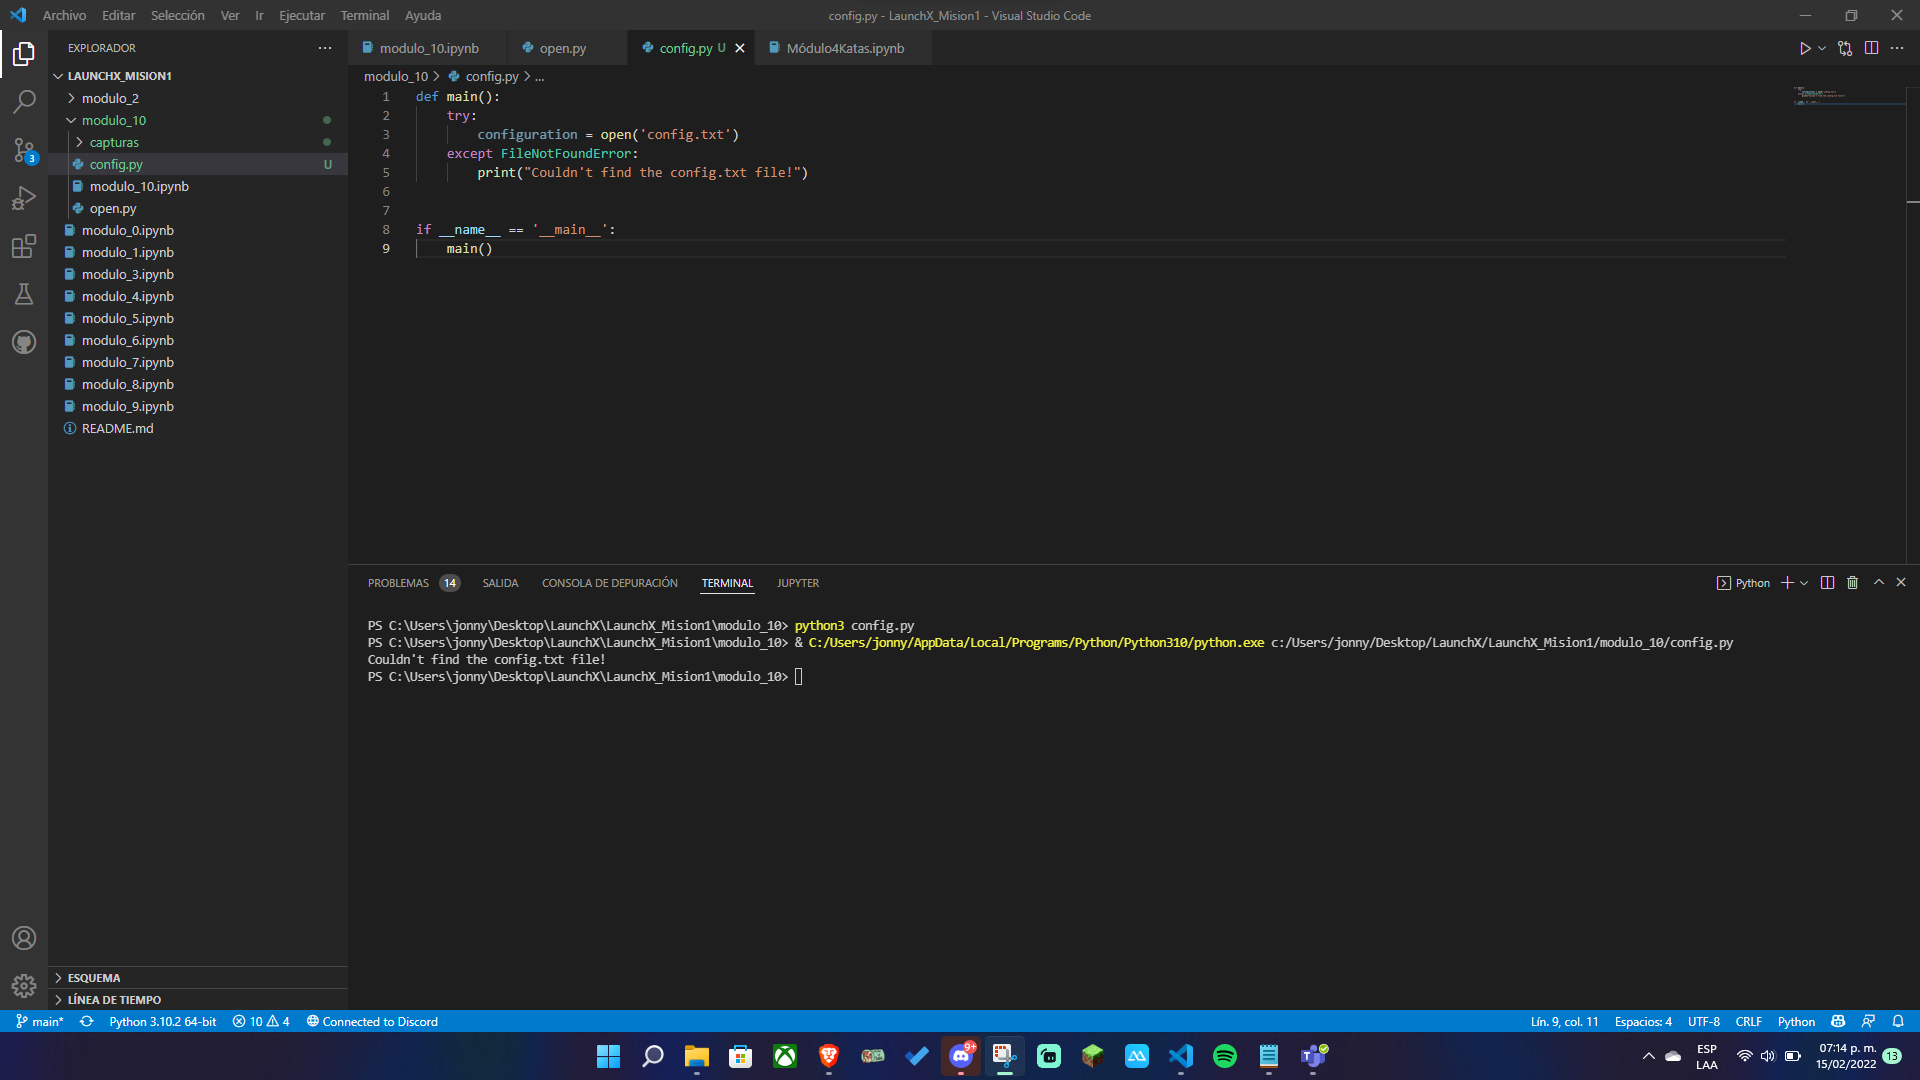 Archivo Editar Selección Ver Ir Ejecutar Terminal Ayuda
config.py - LaunchX_Mision1 - Visual Studio Code
EXPLORADOR
LAUNCHX_MISION1
modulo_2
modulo_10
capturas
config.py U
modulo_10.ipynb
open.py
modulo_0.ipynb
modulo_1.ipynb
modulo_3.ipynb
modulo_4.ipynb
modulo_5.ipynb
modulo_6.ipynb
modulo_7.ipynb
modulo_8.ipynb
modulo_9.ipynb
README.md
ESQUEMA
LÍNEA DE TIEMPO
3
modulo_10.ipynb open.py config.py U Módulo4Katas.ipynb
modulo_10 > config.py > ...
1 def main():
2 try:
3 configuration = open('config.txt')
4 except FileNotFoundError:
5 print("Couldn't find the config.txt file!")
6
7
8 if __name__ == '__main__':
9 main()
PROBLEMAS 14 SALIDA CONSOLA DE DEPURACIÓN TERMINAL JUPYTER
Python
PS C:\Users\jonny\Desktop\LaunchX\LaunchX_Mision1\modulo_10> python3 config.py
PS C:\Users\jonny\Desktop\LaunchX\LaunchX_Mision1\modulo_10> & C:/Users/jonny/AppData/Local/Programs/Python/Python310/python.exe c:/Users/jonny/Desktop/LaunchX/LaunchX_Mision1/modulo_10/config.py
Couldn't find the config.txt file!
PS C:\Users\jonny\Desktop\LaunchX\LaunchX_Mision1\modulo_10>
main* Python 3.10.2 64-bit 10 4 Connected to Discord
Lín. 9, col. 11 Espacios: 4 UTF-8 CRLF Python
9+
ESP
LAA
07:14 p. m.
15/02/2022
13